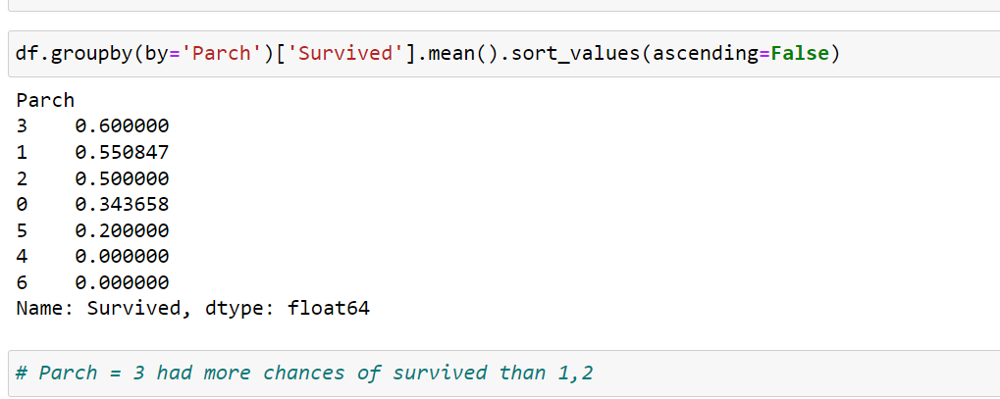 df.groupby(by='Parch')['Survived'].mean().sort_values(ascending=False)
Parch
3    0.600000
1    0.550847
2    0.500000
0    0.343658
5    0.200000
4    0.000000
6    0.000000
Name: Survived, dtype: float64
# Parch = 3 had more chances of survived than 1,2